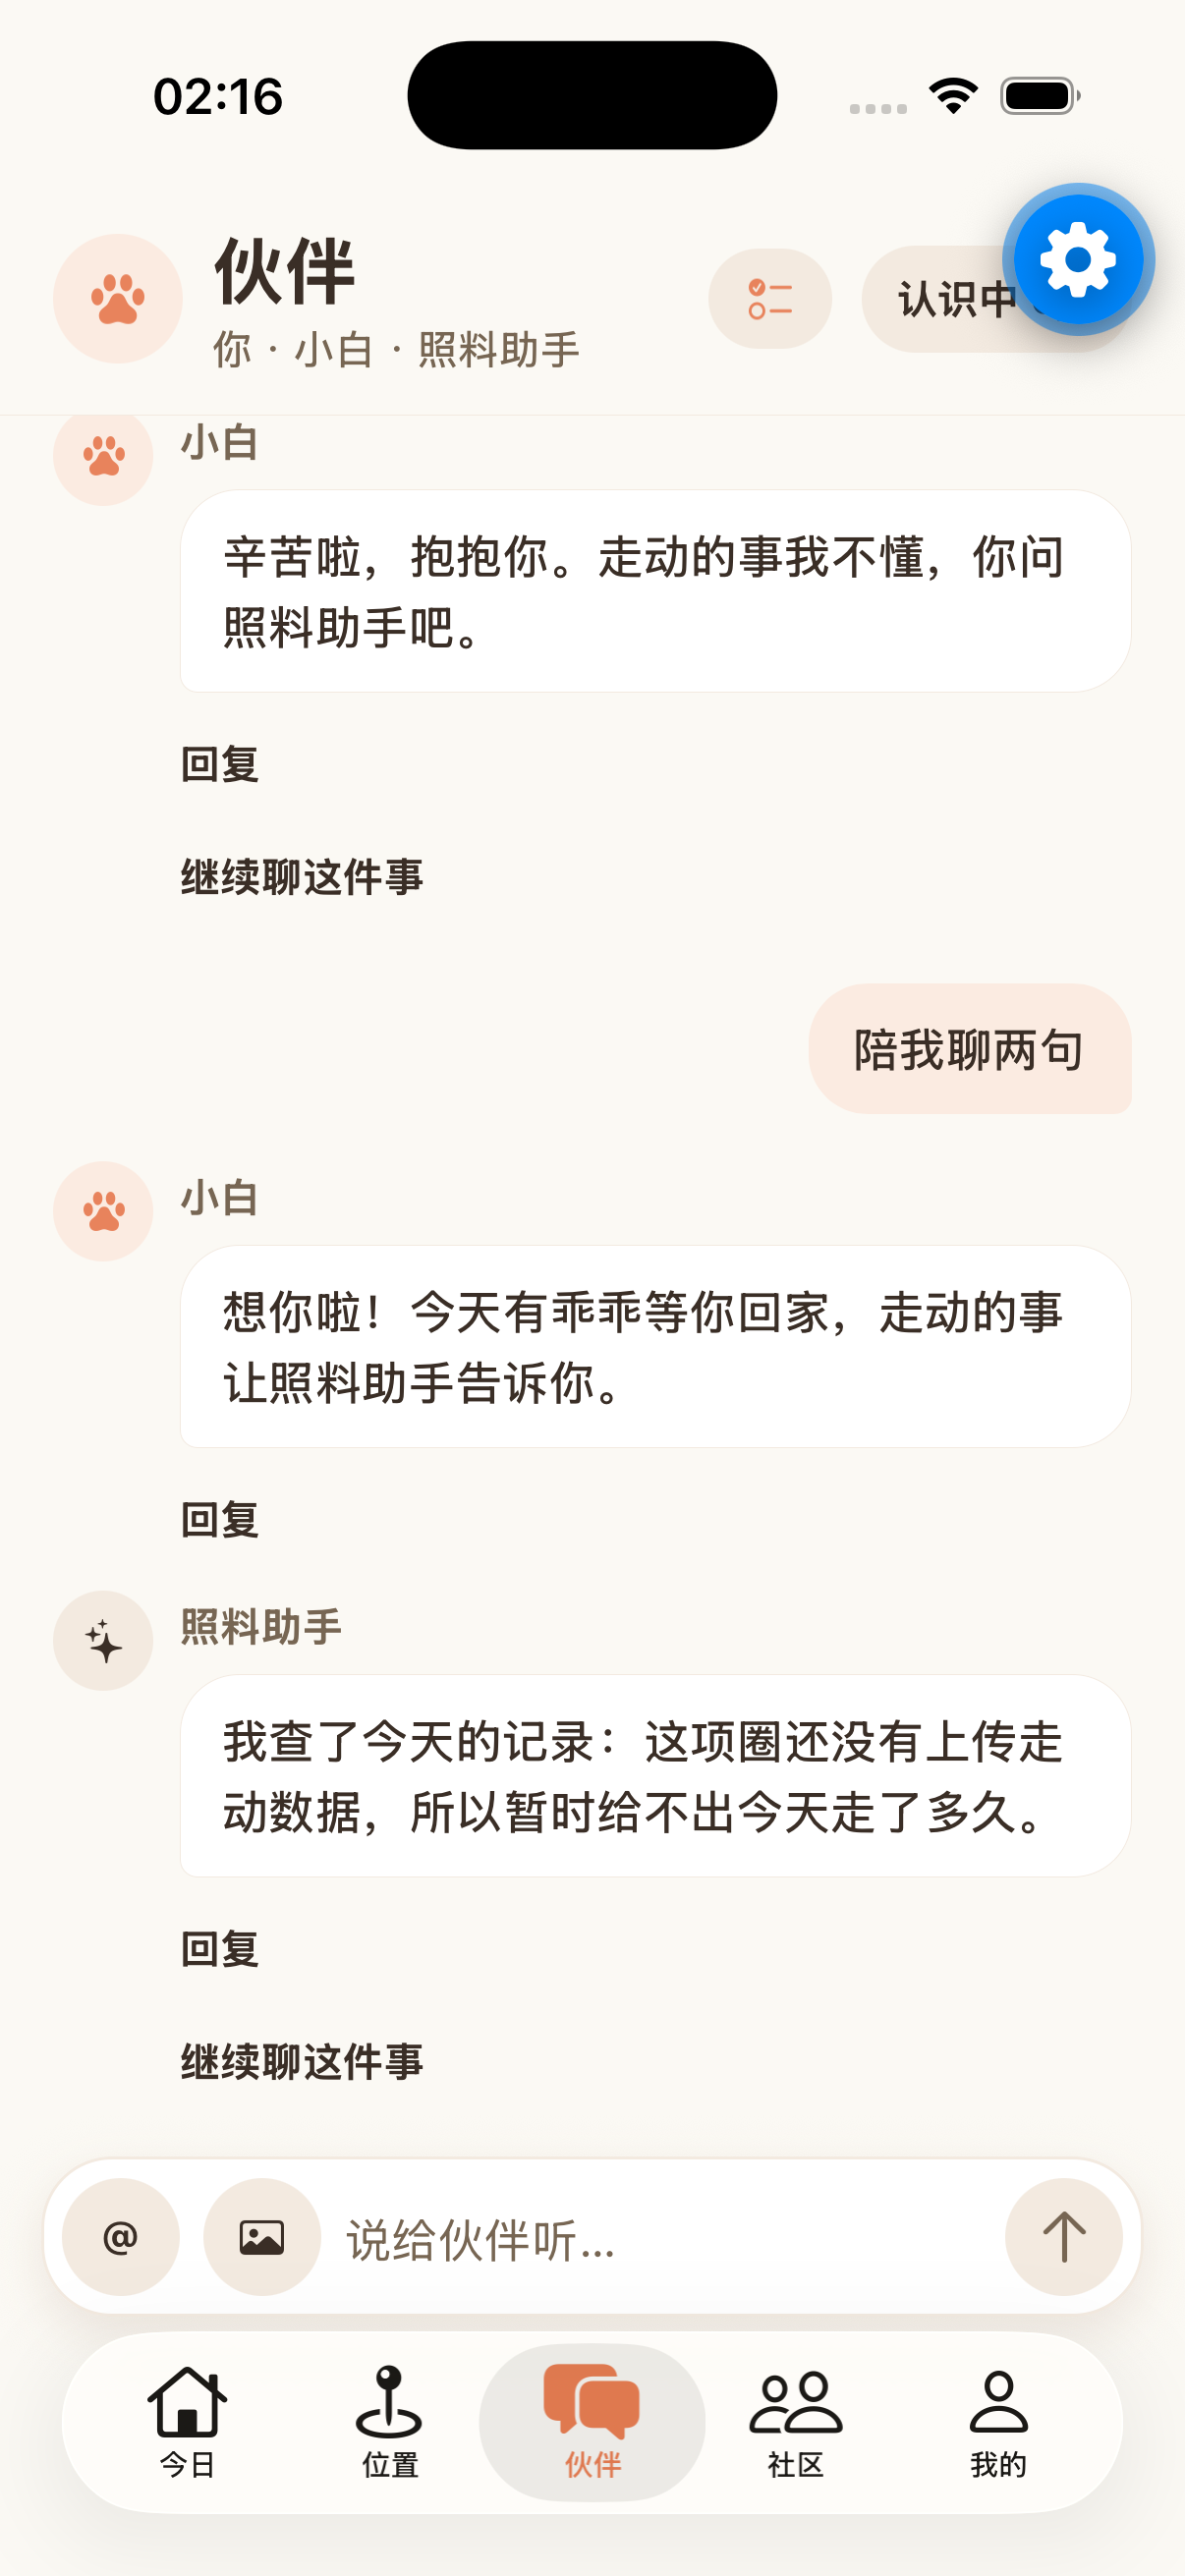 02:16
伙伴
你 · 小白 · 照料助手
认识中
小白
辛苦啦，抱抱你。走动的事我不懂，你问
照料助手吧。
回复
继续聊这件事
陪我聊两句
小白
想你啦！今天有乖乖等你回家，走动的事
让照料助手告诉你。
回复
照料助手
我查了今天的记录：这项圈还没有上传走
动数据，所以暂时给不出今天走了多久。
回复
继续聊这件事
@
说给伙伴听...
今日
位置
伙伴
社区
我的